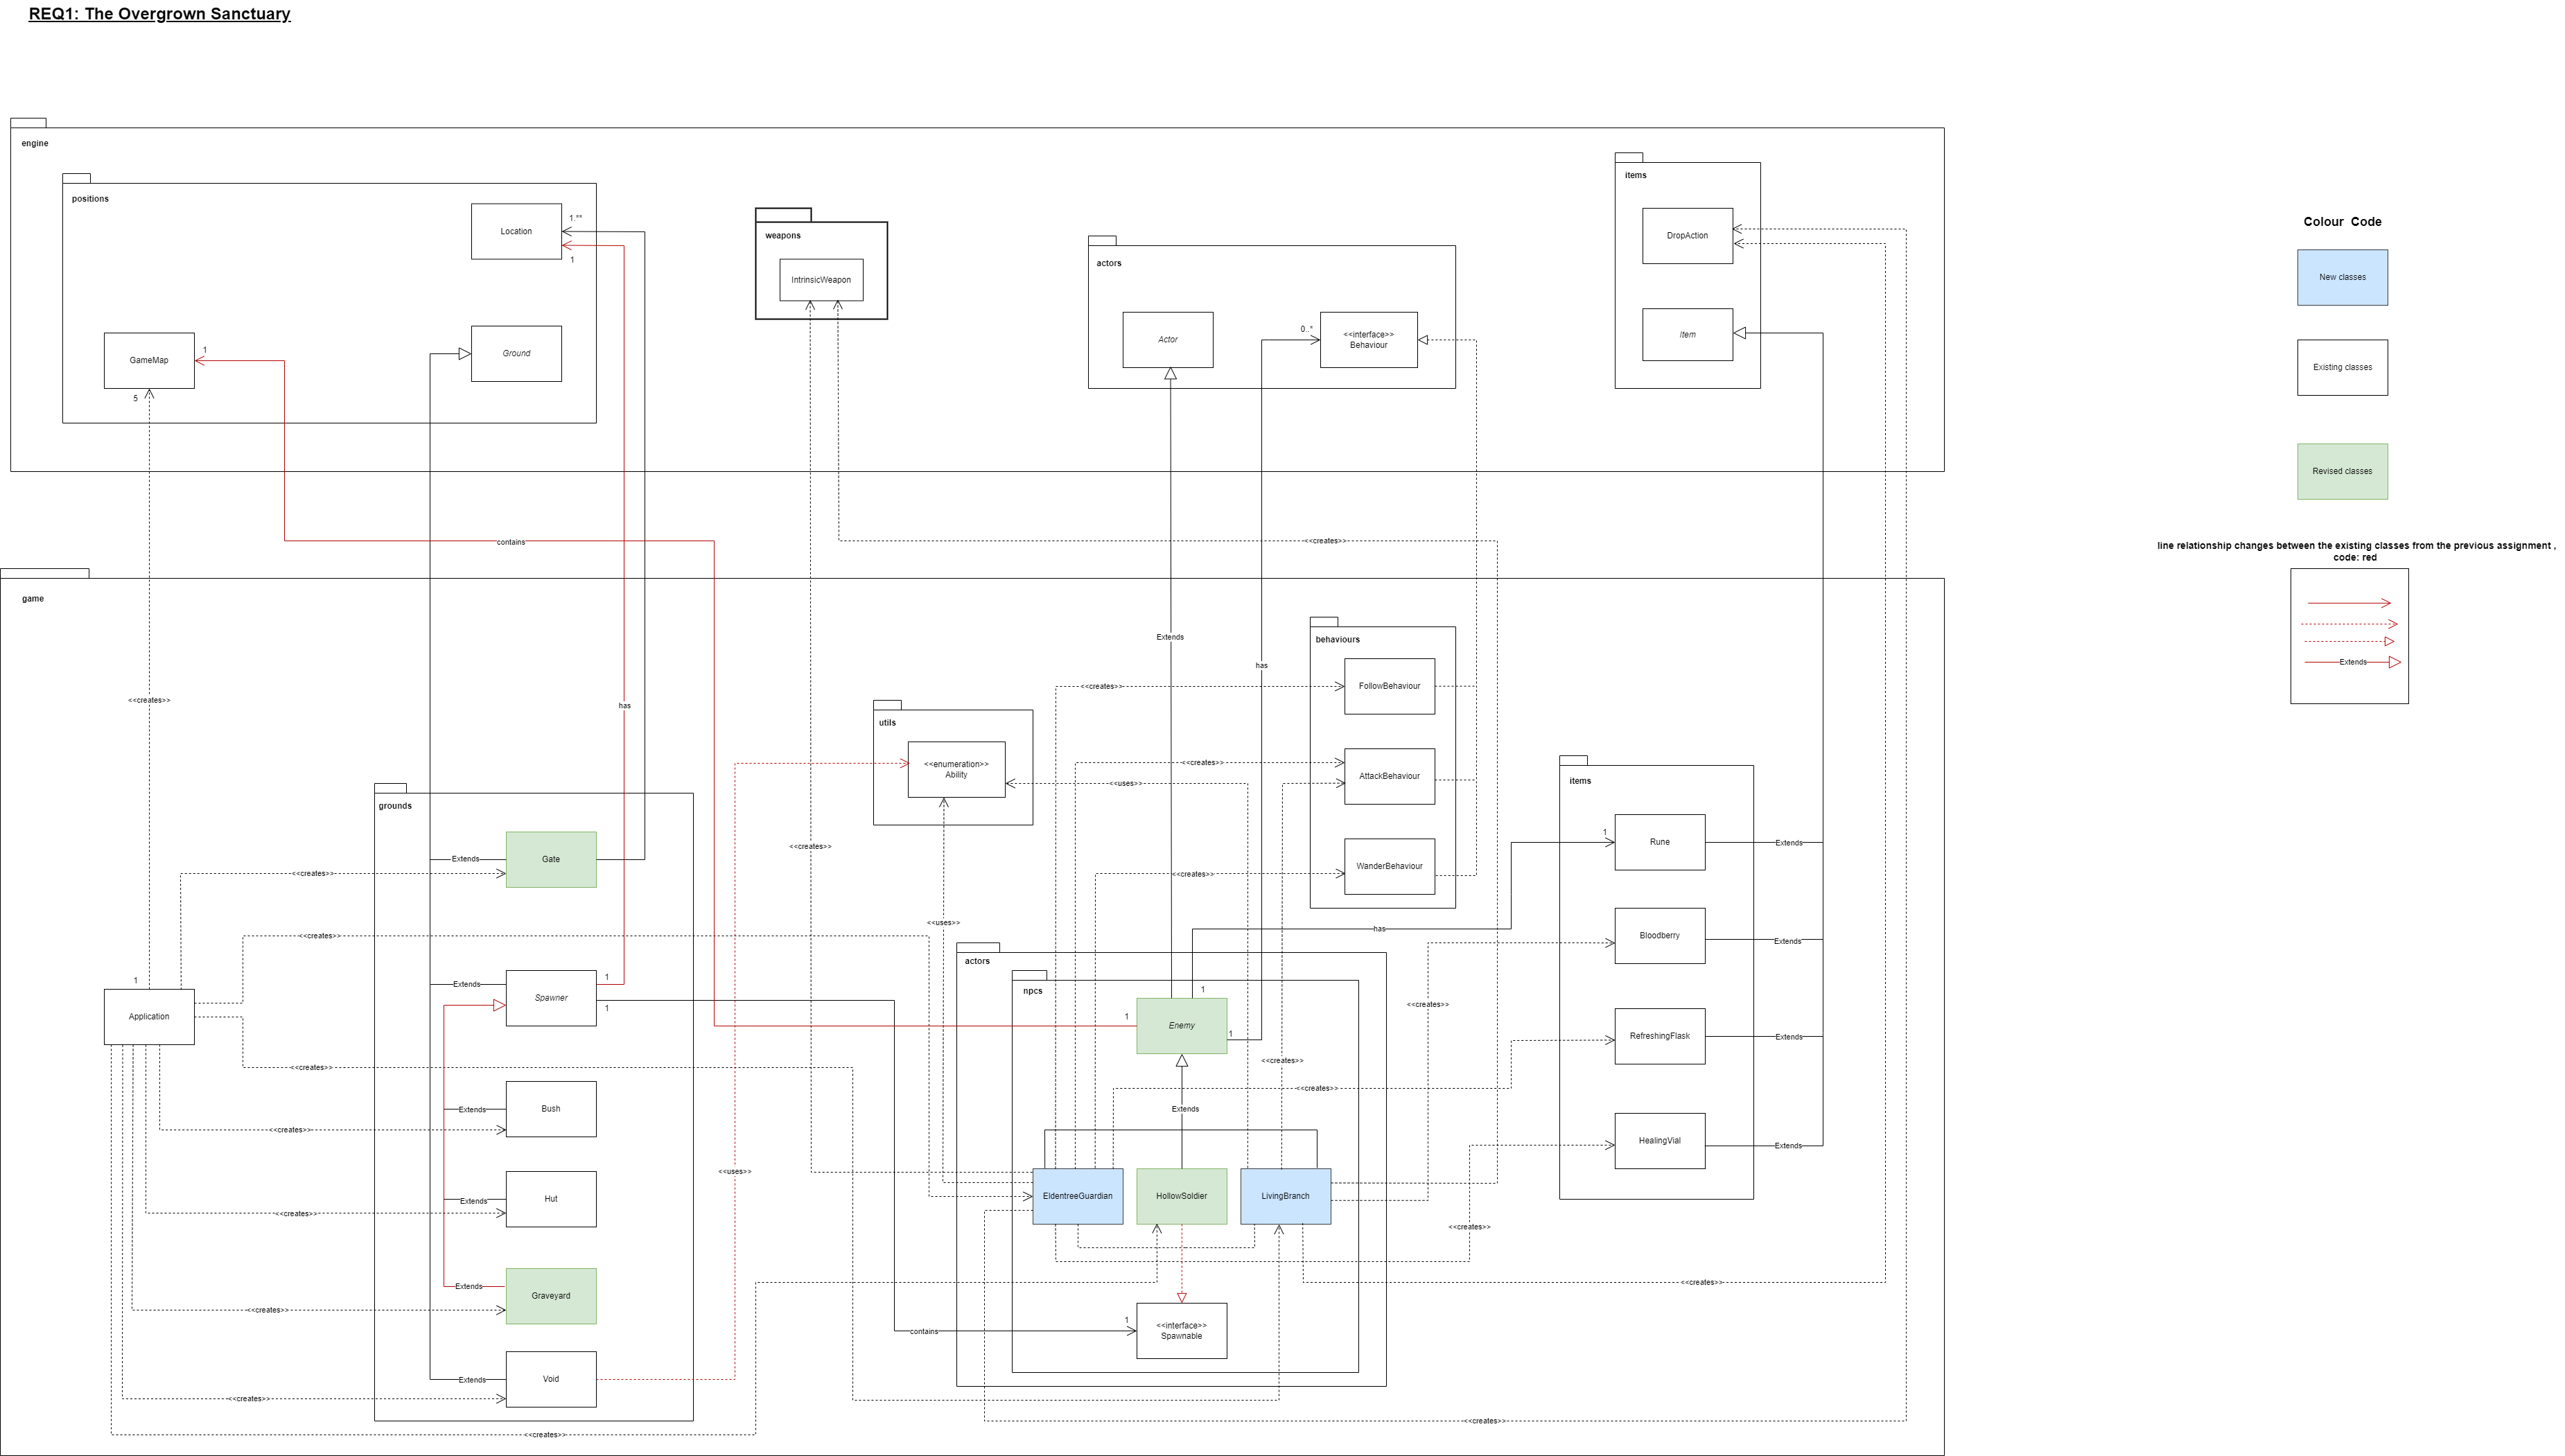 REQ1: The Overgrown Sanctuary
engine
positions
Location
1.**
1
GameMap
1
5
Ground
weapons
IntrinsicWeapon
actors
Actor
0..*
<<interface>>
Behaviour
items
DropAction
Item
Colour  Code
New classes
Existing classes
Revised classes
line relationship changes between the existing classes from the previous assignment ,
code: red
Extends
contains
<<creates>>
game
<<creates>>
has
Extends
has
behaviours
FollowBehaviour
<<creates>>
AttackBehaviour
<<creates>>
WanderBehaviour
<<creates>>
utils
<<enumeration>>
Ability
<<uses>>
<<creates>>
<<uses>>
<<uses>>
grounds
Gate
Extends
<<creates>>
<<creates>>
Spawner
Extends
1
1
Application
1
<<creates>>
Bush
Extends
<<creates>>
Hut
Extends
<<creates>>
Graveyard
Extends
<<creates>>
Void
Extends
<<creates>>
<<creates>>
actors
npcs
Enemy
1
1
1
has
<<creates>>
<<creates>>
Extends
EldentreeGuardian
HollowSoldier
LivingBranch
<<interface>>
Spawnable
1
contains
items
Rune
1
Extends
Bloodberry
Extends
<<creates>>
RefreshingFlask
Extends
HealingVial
Extends
<<creates>>
<<creates>>
<<creates>>